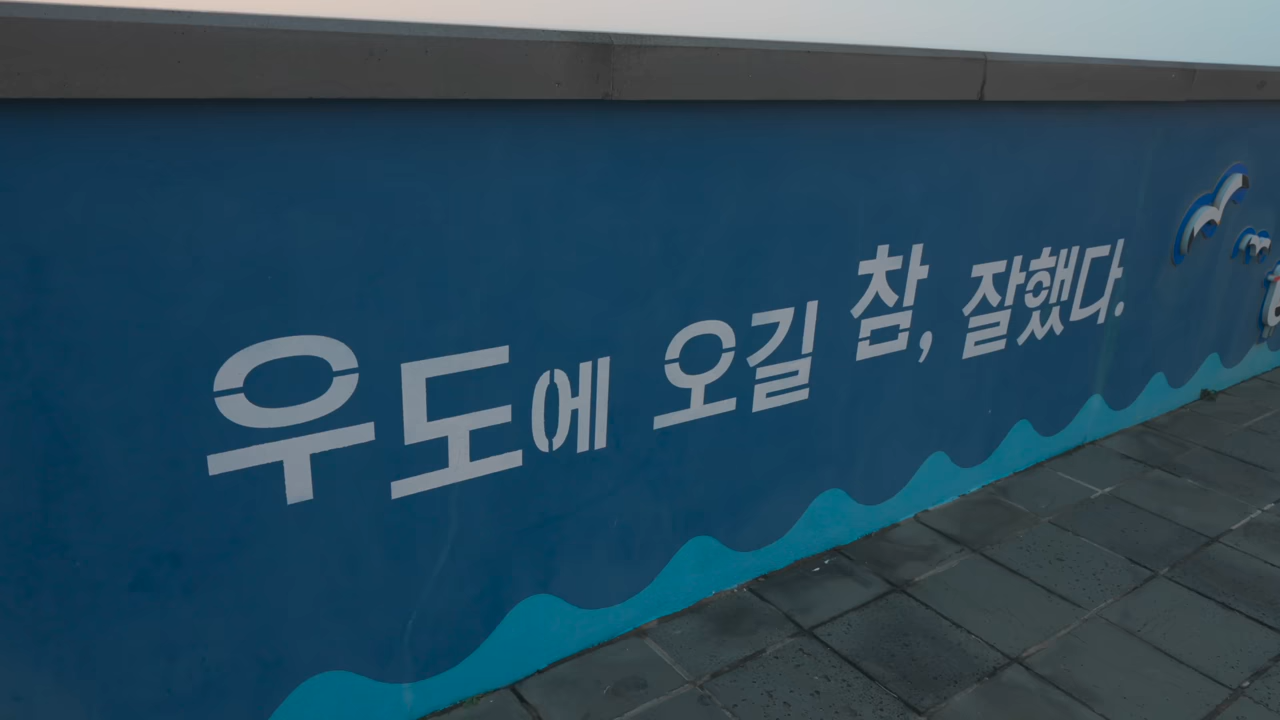 우도에 오길 참, 잘했다.